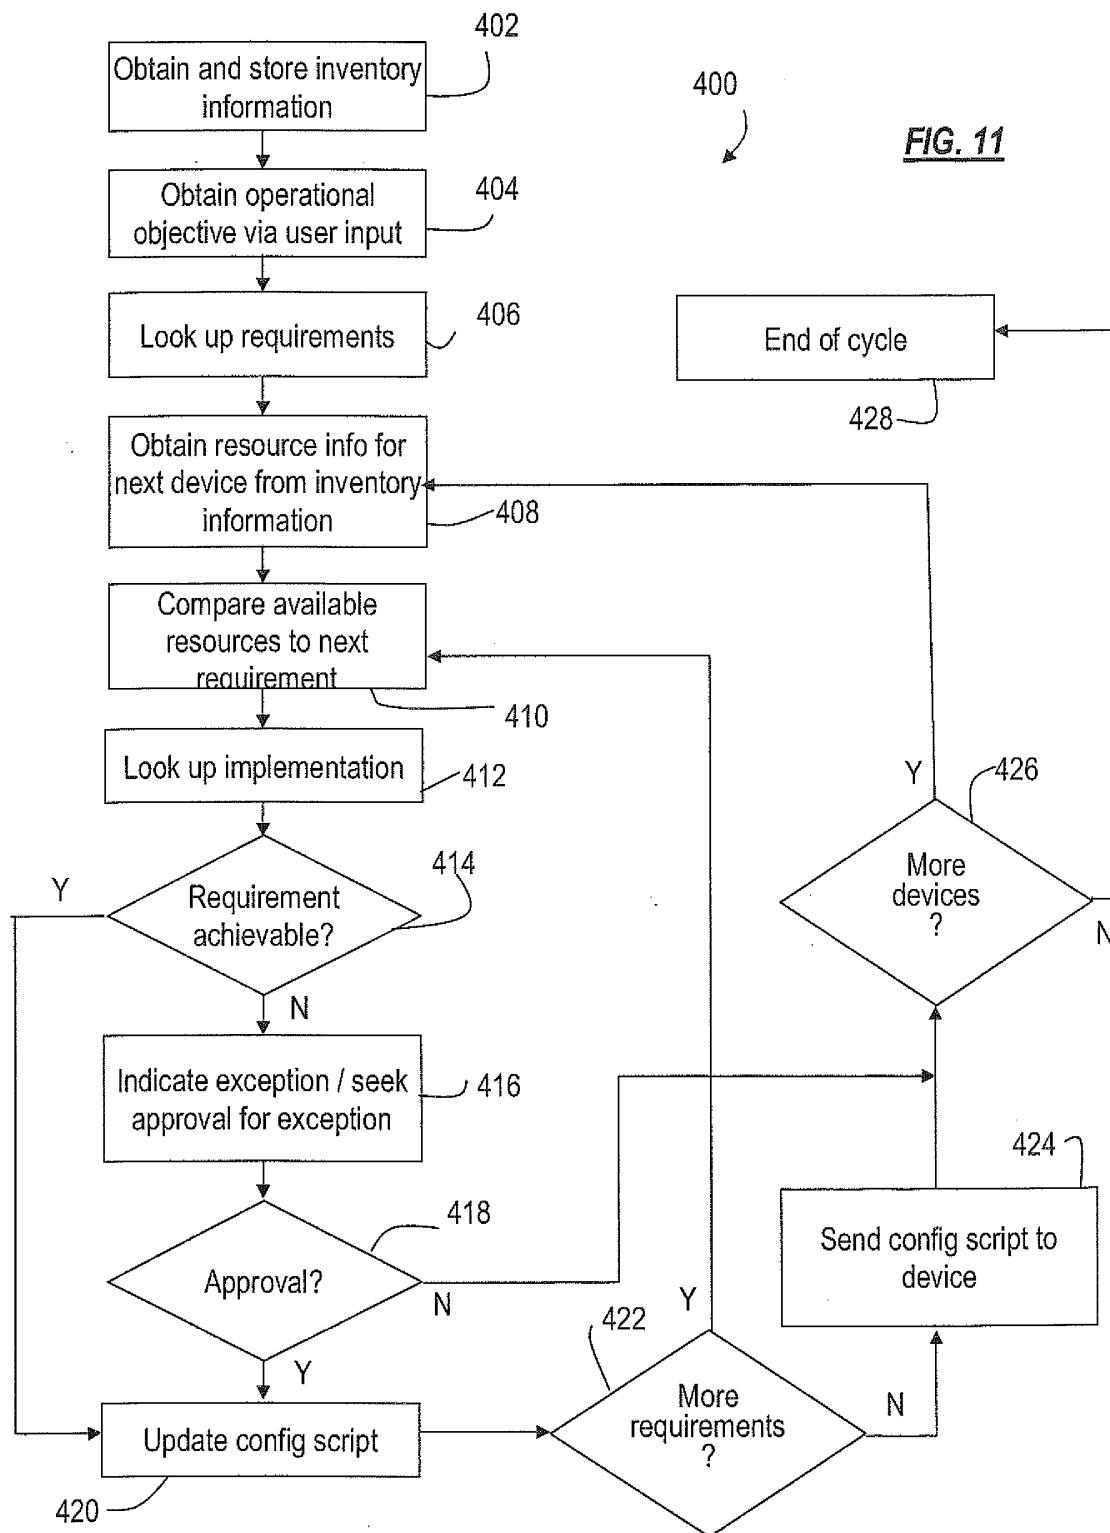 402
Obtain and store inventory
information
400
FIG. 11
Obtain operational
objective via user input
404
Look up requirements
406
End of cycle
428
Obtain resource info for
next device from inventory
information
408
Compare available
resources to next
requirement
410
Look up implementation
412
Y
426
414
Y
Requirement
achievable?
More
devices
?
N
N
Indicate exception / seek
approval for exception
416
424
418
Send config script to
device
Approval?
N
Y
422
Y
More
requirements
?
N
Update config script
420